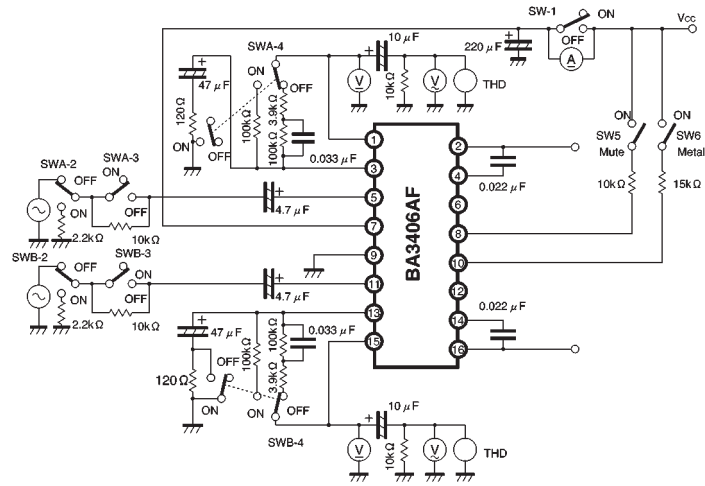 SW-1
ON
OFF
Vcc
A
220 μF
10 μF
SWA-4
ON
OFF
47 μF
120Ω
ON
OFF
100kΩ
3.9kΩ
100kΩ
0.033 μF
V
10kΩ
V
THD
ON
SW5
Mute
10kΩ
ON
SW6
Metal
15kΩ
SWA-2
SWA-3
OFF
ON
OFF
ON
2.2kΩ
10kΩ
4.7 μF
SWB-2
SWB-3
OFF
ON
OFF
ON
2.2kΩ
10kΩ
4.7 μF
BA3406AF
1
3
5
7
9
11
13
15
2
4
6
8
10
12
14
16
0.022 μF
0.022 μF
47 μF
120Ω
OFF
ON
100kΩ
100kΩ
3.9kΩ
0.033 μF
ON
OFF
SWB-4
10 μF
V
10kΩ
V
THD